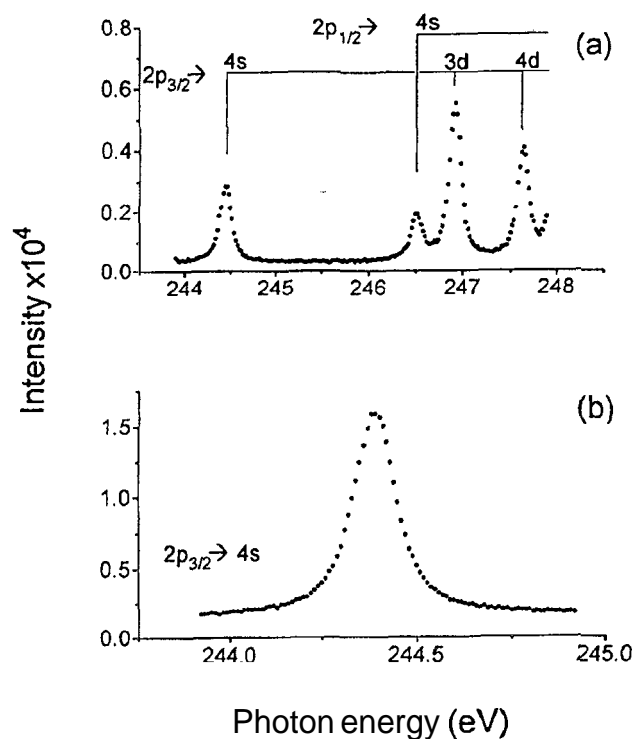 2p1/2→ 4s
(a)
2p3/2→ 4s 3d 4d
0.8
0.6
0.4
0.2
0.0
244 245 246 247 248
Intensity x10^4
(b)
1.5
1.0
0.5
0.0
2p3/2→ 4s
244.0 244.5 245.0
Photon energy (eV)